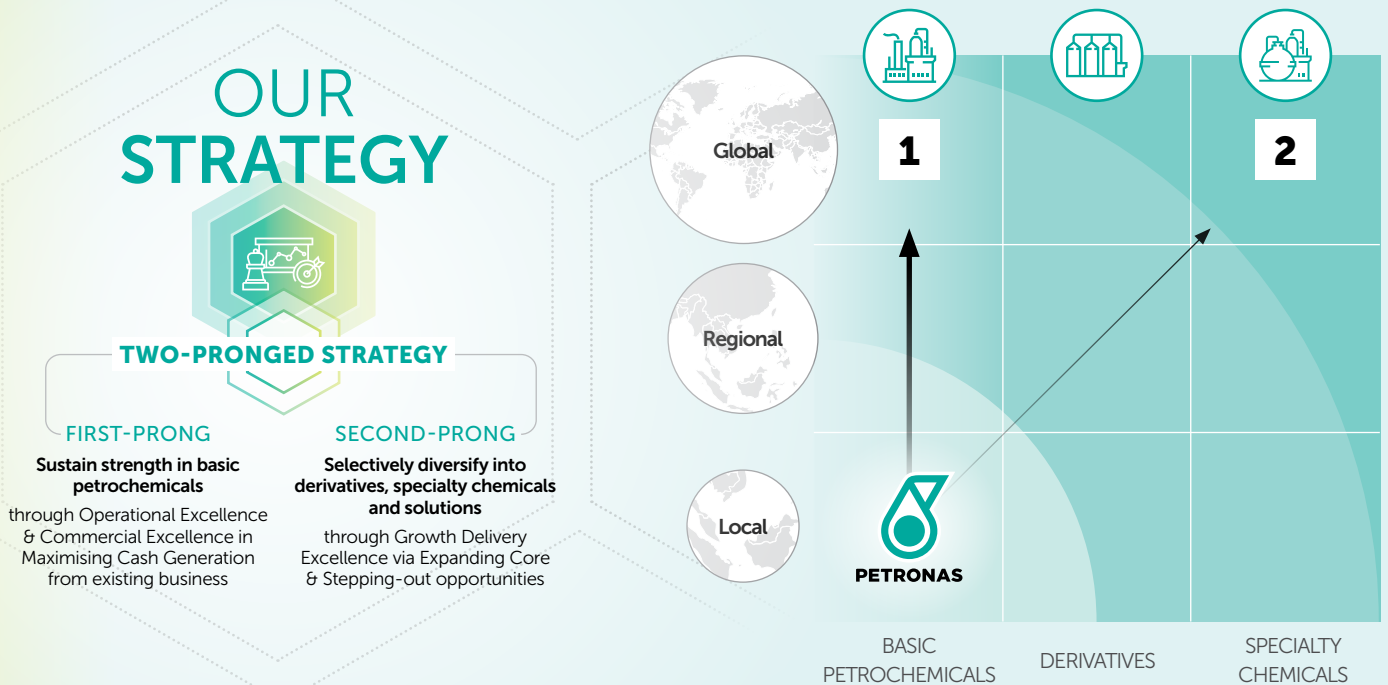 OUR
STRATEGY
TWO-PRONGED STRATEGY
FIRST-PRONG
Sustain strength in basic
petrochemicals
through Operational Excellence
& Commercial Excellence in
Maximising Cash Generation
from existing business
SECOND-PRONG
Selectively diversify into
derivatives, specialty chemicals
and solutions
through Growth Delivery
Excellence via Expanding Core
& Stepping-out opportunities
Global
Regional
Local
1
2
PETRONAS
BASIC
PETROCHEMICALS
DERIVATIVES
SPECIALTY
CHEMICALS